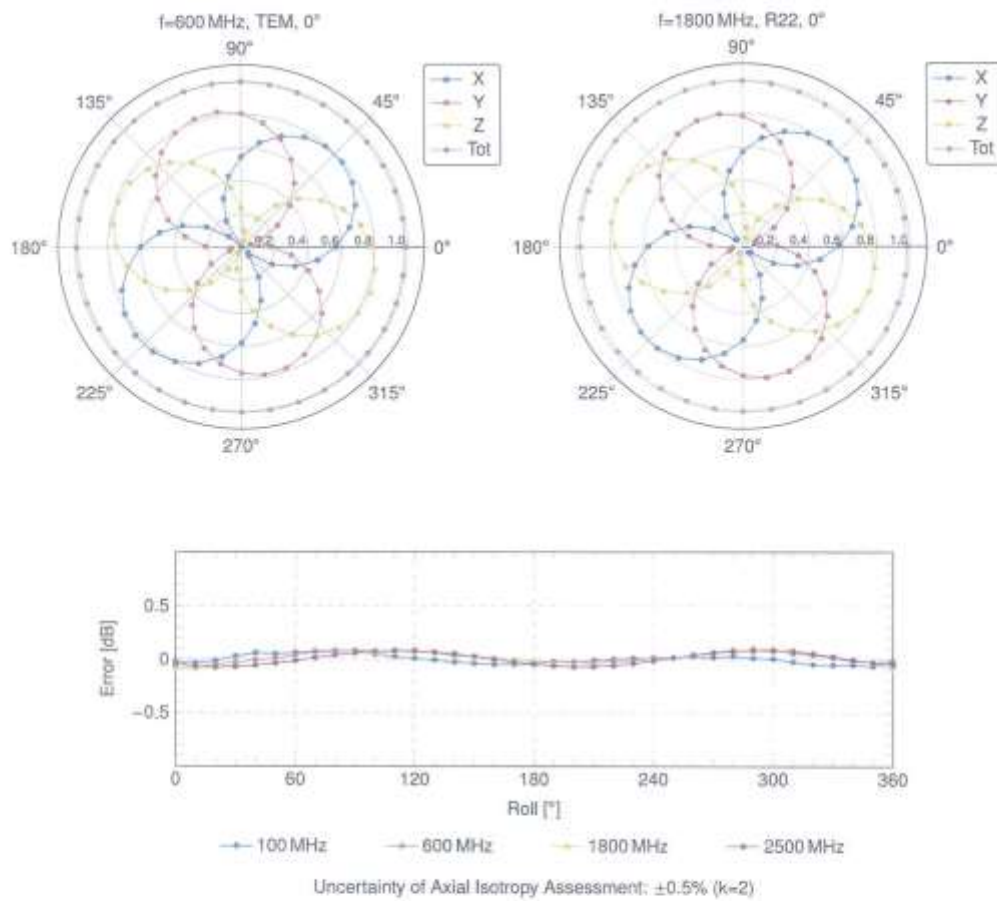 f=600 MHz, TEM, 0°
90°
135°
45°
180°
0.2 0.4 0.6 0.8 1.0
0°
225°
315°
270°
X
Y
Z
Tot
f=1800 MHz, R22, 0°
90°
135°
45°
180°
0.2 0.4 0.6 0.8 1.0
0°
225°
315°
270°
X
Y
Z
Tot
Error [dB]
0.5
0
−0.5
0 60 120 180 240 300 360
Roll [°]
100 MHz 600 MHz 1800 MHz 2500 MHz
Uncertainty of Axial Isotropy Assessment: ±0.5% (k=2)